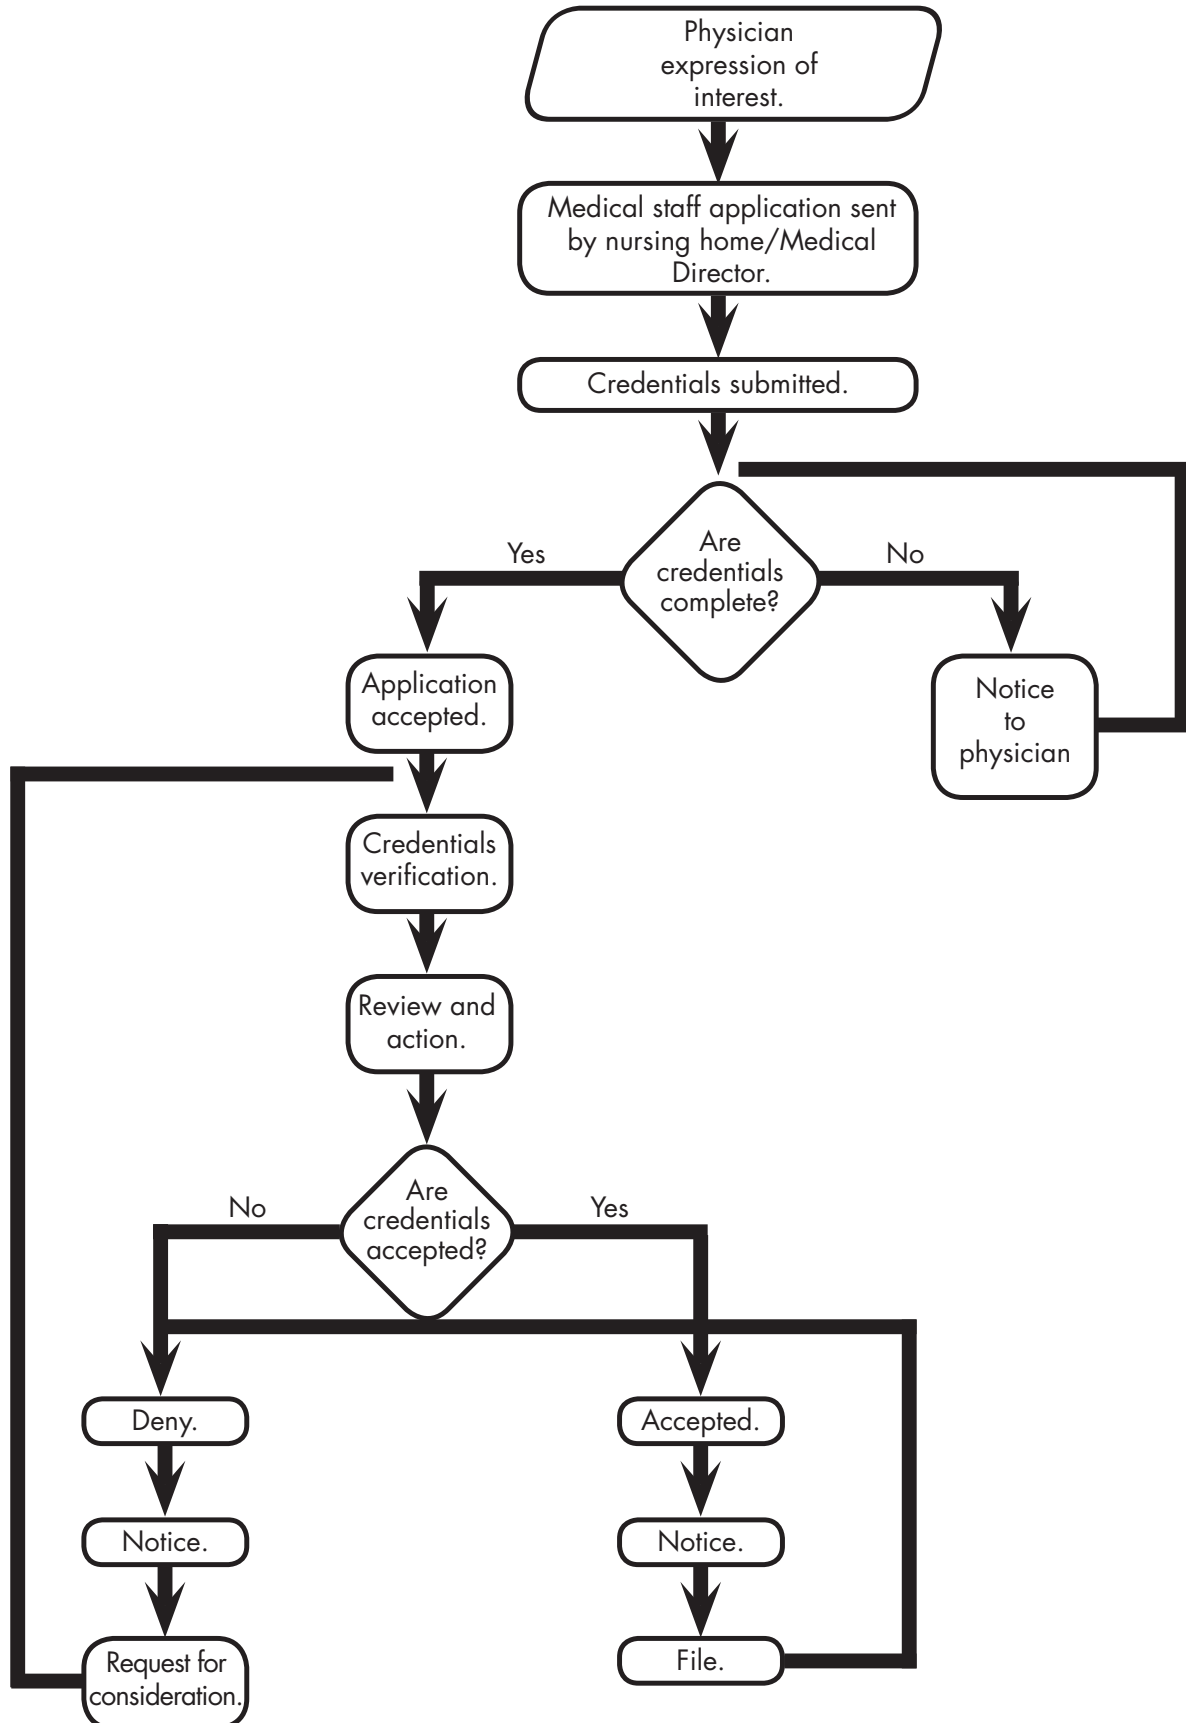 Physician
expression of
interest.
Medical staff application sent
by nursing home/Medical
Director.
Credentials submitted.
Are
credentials
complete?
Yes
No
Application
accepted.
Notice
to
physician
Credentials
verification.
Review and
action.
Are
credentials
accepted?
No
Yes
Deny.
Accepted.
Notice.
Notice.
Request for
consideration.
File.